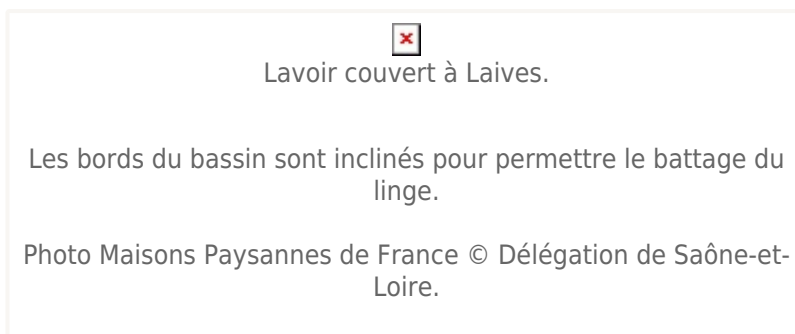 Lavoir couvert à Laives.
Les bords du bassin sont inclinés pour permettre le battage du
linge.
Photo Maisons Paysannes de France © Délégation de Saône-et-
Loire.